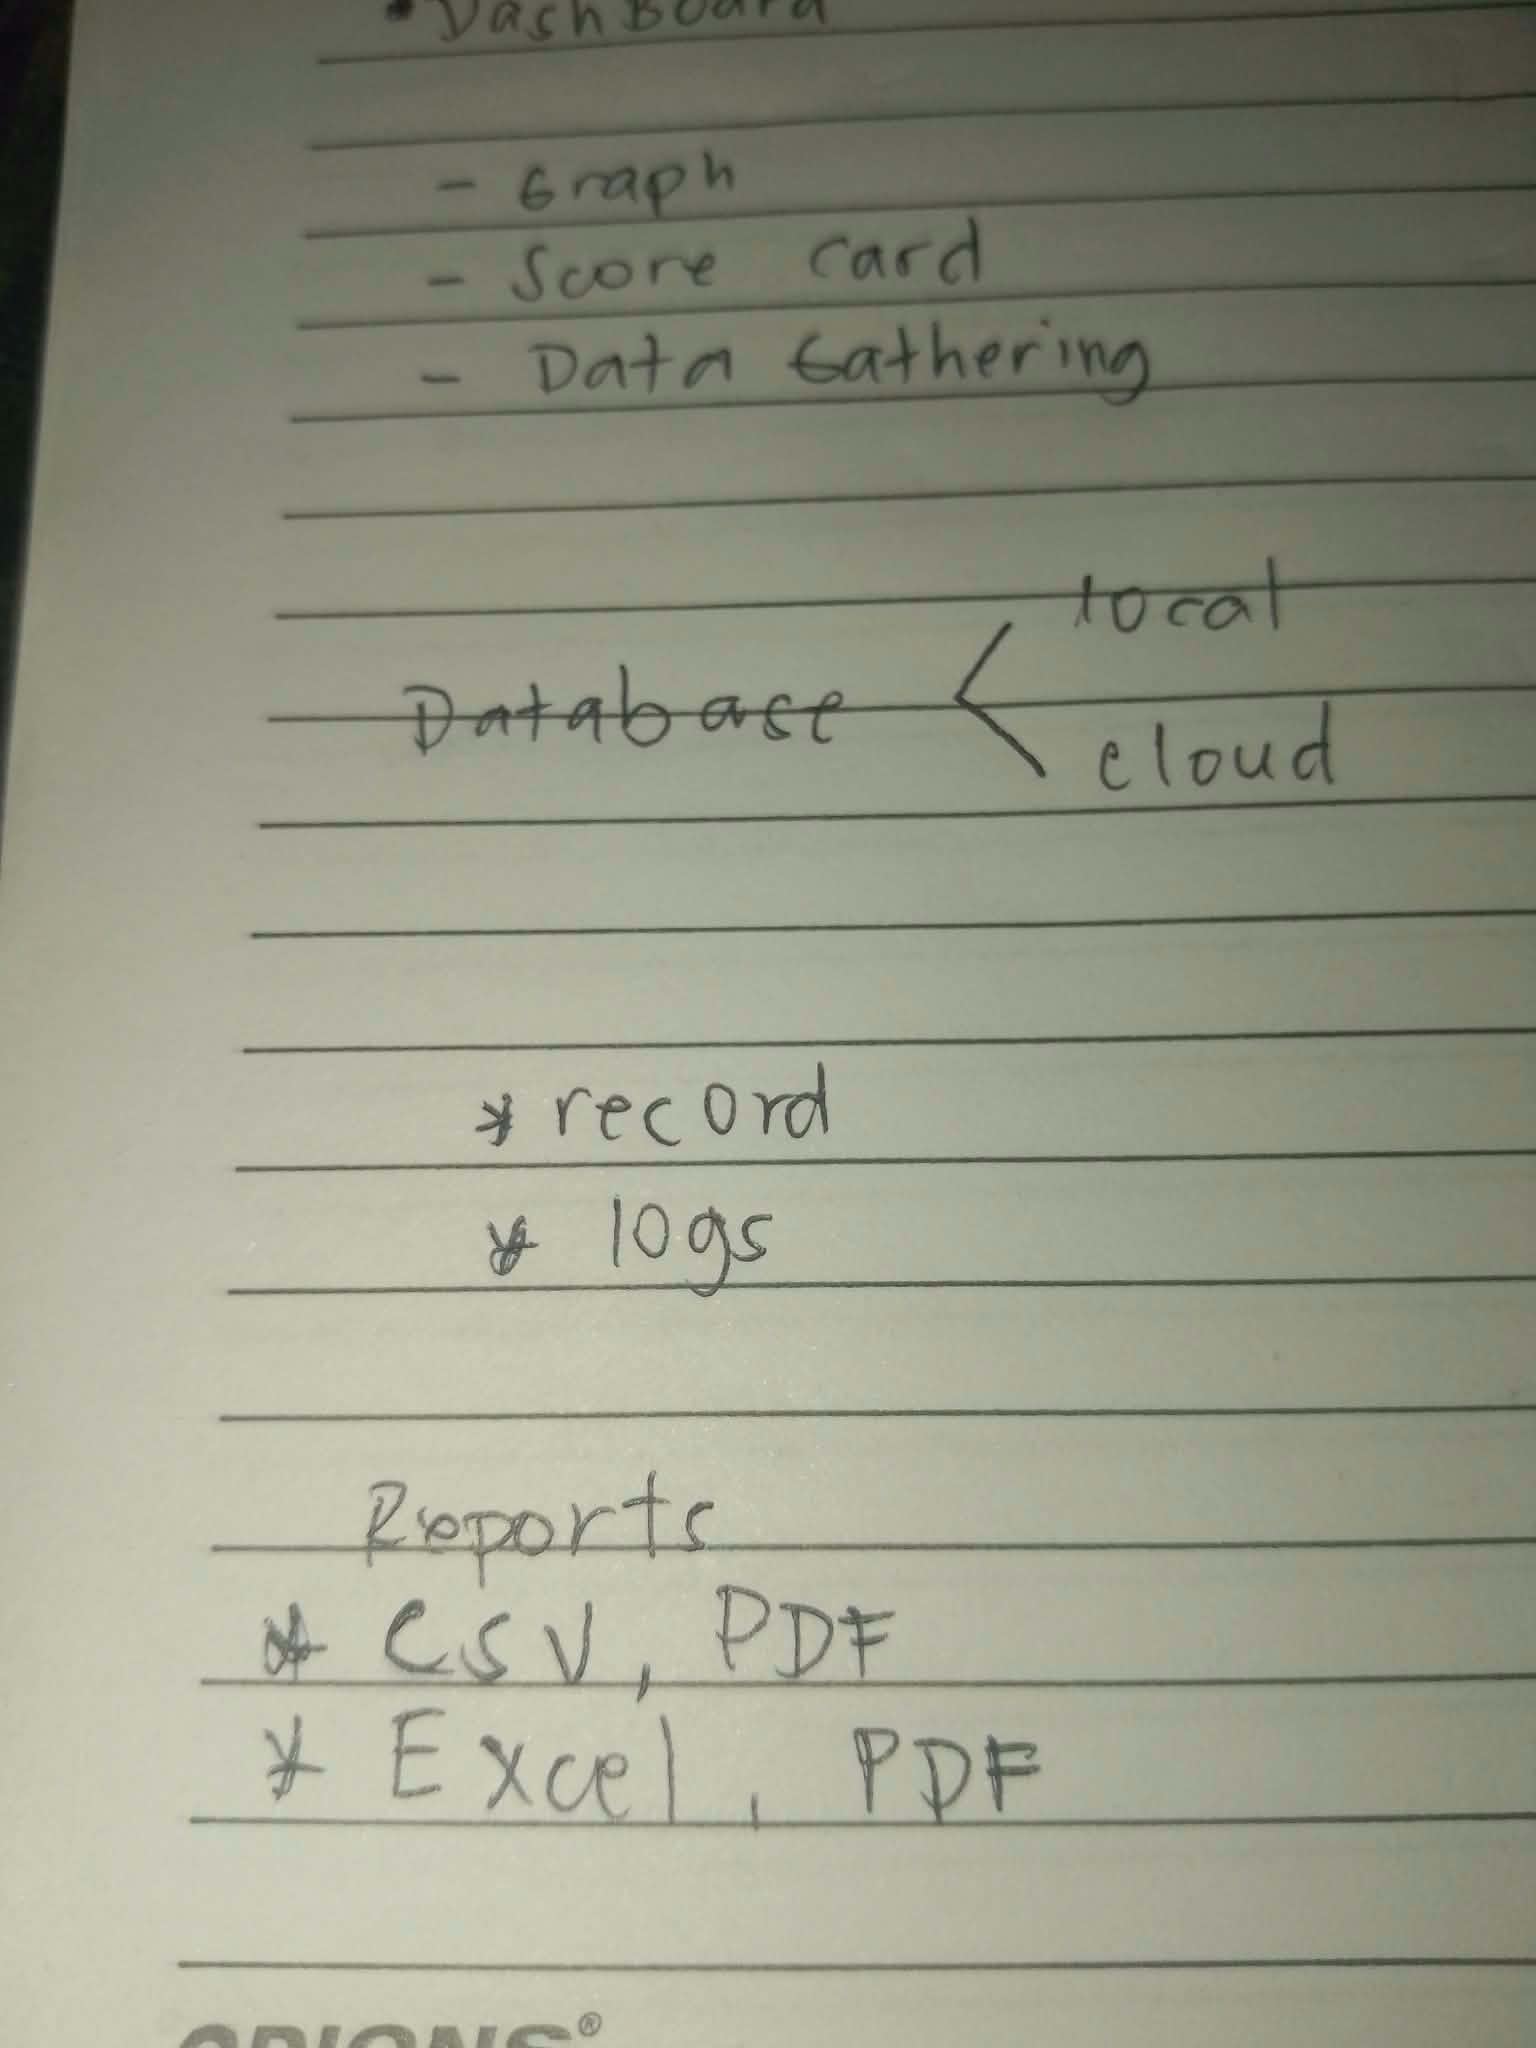 • DashBoard
- Graph
- Score card
- Data Gathering
local
Database <
cloud
* record
* logs
Reports
* CSV, PDF
* Excel, PDF